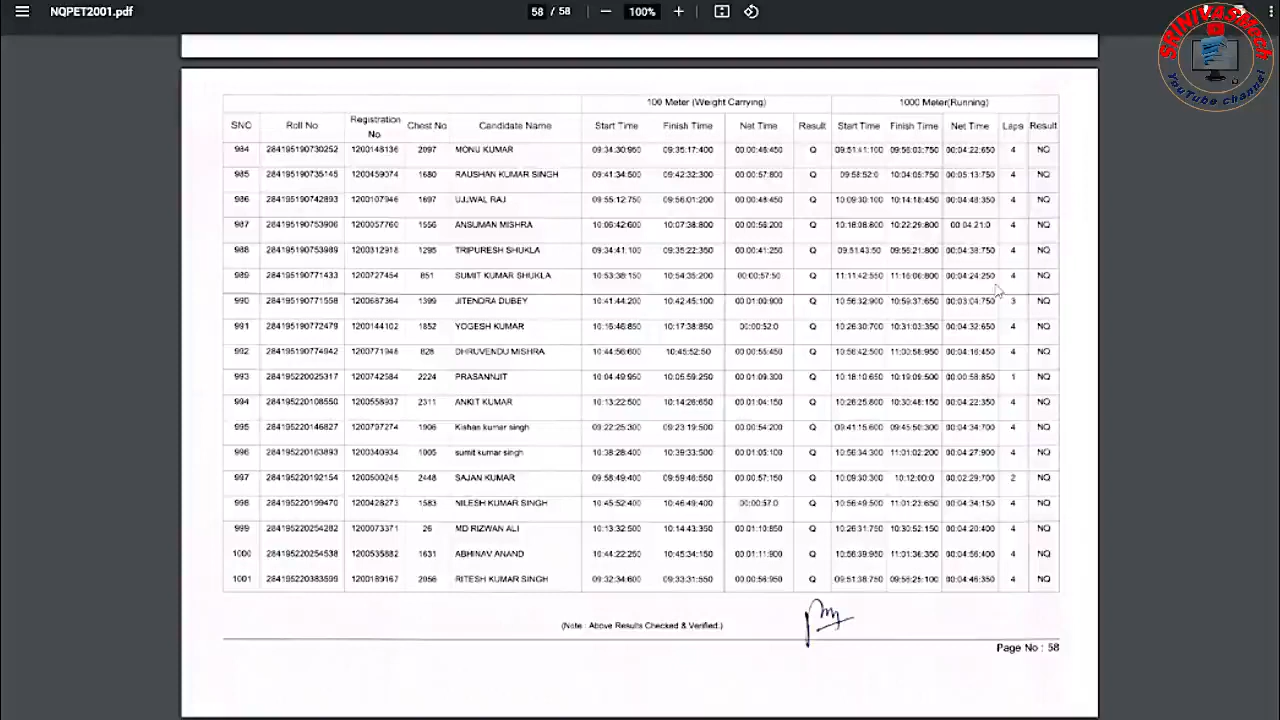 NQPET2001.pdf
58 / 58
100%
SRINIVASMech
YouTube channel
100 Meter (Weight Carrying) 1000 Meter(Running)
SNO Roll No Registration No Chest No Candidate Name Start Time Finish Time Net Time Result Start Time Finish Time Net Time Laps Result
984 284195190730252 1200148136 2097 MONU KUMAR 09:34:30:950 09:35:17:400 00:00:46:450 Q 09:51:41:100 09:56:03:750 00:04:22:650 4 NQ
985 284195190735145 1200459074 1680 RAUSHAN KUMAR SINGH 09:41:34:500 09:42:32:300 00:00:57:800 Q 09:58:52:0 10:04:05:750 00:05:13:750 4 NQ
986 284195190742893 1200107946 1697 UJJWAL RAJ 09:55:12:750 09:56:01:200 00:00:48:450 Q 10:09:30:100 10:14:18:450 00:04:48:350 4 NQ
987 284195190753906 1200057760 1556 ANSUMAN MISHRA 10:06:42:600 10:07:38:800 00:00:56:200 Q 10:18:08:800 10:22:29:800 00:04:21:0 4 NQ
988 284195190753989 1200312918 1295 TRIPURESH SHUKLA 09:34:41:100 09:35:22:350 00:00:41:250 Q 09:51:43:50 09:56:21:800 00:04:38:750 4 NQ
989 284195190771433 1200727454 851 SUMIT KUMAR SHUKLA 10:53:38:150 10:54:35:200 00:00:57:50 Q 11:11:42:550 11:16:06:800 00:04:24:250 4 NQ
990 284195190771558 1200687364 1399 JITENDRA DUBEY 10:41:44:200 10:42:45:100 00:01:00:900 Q 10:56:32:900 10:59:37:650 00:03:04:750 3 NQ
991 284195190772479 1200144102 1852 YOGESH KUMAR 10:16:46:850 10:17:38:850 00:00:52:0 Q 10:26:30:700 10:31:03:350 00:04:32:650 4 NQ
992 284195190774942 1200771948 828 DHRUVENDU MISHRA 10:44:56:600 10:45:52:50 00:00:55:450 Q 10:56:42:500 11:00:58:950 00:04:16:450 4 NQ
993 284195220025317 1200742584 2224 PRASANNJIT 10:04:49:950 10:05:59:250 00:01:09:300 Q 10:18:10:650 10:19:09:500 00:00:58:850 1 NQ
994 284195220108550 1200558937 2311 ANKIT KUMAR 10:13:22:500 10:14:26:650 00:01:04:150 Q 10:26:25:800 10:30:48:150 00:04:22:350 4 NQ
995 284195220146827 1200797274 1906 Kishan kumar singh 09:22:25:300 09:23:19:500 00:00:54:200 Q 09:41:15:600 09:45:50:300 00:04:34:700 4 NQ
996 284195220163893 1200340934 1005 sumit kumar singh 10:38:28:400 10:39:33:500 00:01:05:100 Q 10:56:34:300 11:01:02:200 00:04:27:900 4 NQ
997 284195220192154 1200500245 2448 SAJAN KUMAR 09:58:49:400 09:59:46:550 00:00:57:150 Q 10:09:30:300 10:12:00:0 00:02:29:700 2 NQ
998 284195220199470 1200428273 1583 NILESH KUMAR SINGH 10:45:52:400 10:46:49:400 00:00:57:0 Q 10:56:49:500 11:01:23:650 00:04:34:150 4 NQ
999 284195220254282 1200073371 26 MD RIZWAN ALI 10:13:32:500 10:14:43:350 00:01:10:850 Q 10:26:31:750 10:30:52:150 00:04:20:400 4 NQ
1000 284195220254538 1200535882 1631 ABHINAV ANAND 10:44:22:250 10:45:34:150 00:01:11:900 Q 10:56:39:950 11:01:36:350 00:04:56:400 4 NQ
1001 284195220383599 1200189167 2056 RITESH KUMAR SINGH 09:32:34:600 09:33:31:550 00:00:56:950 Q 09:51:38:750 09:56:25:100 00:04:46:350 4 NQ
(Note : Above Results Checked & Verified.)
Page No : 58